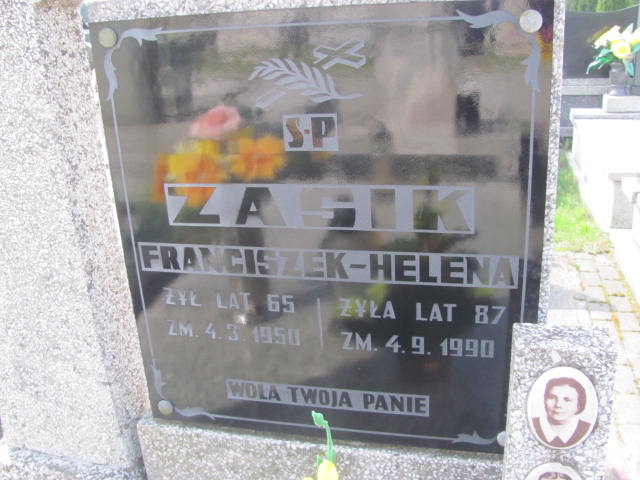 Ś.P
ZASIK
FRANCISZEK-HELENA
ŻYŁ LAT 65 | ŻYŁA LAT 87
ZM. 4.3.1950 | ZM. 4.9.1990
WOLA TWOJA PANIE